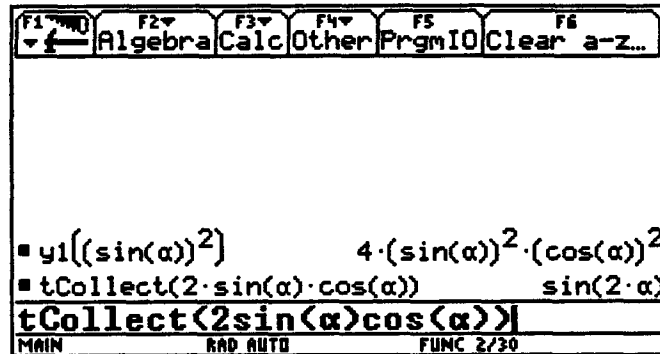 F1 F2 F3 F4 F5 F6
Algebra Calc Other PrgmIO Clear a-z…
▪ y1((sin(α))²) 4·(sin(α))²·(cos(α))²
▪ tCollect(2·sin(α)·cos(α)) sin(2·α)
tCollect(2sin(α)cos(α))
MAIN RAD AUTO FUNC 2/30